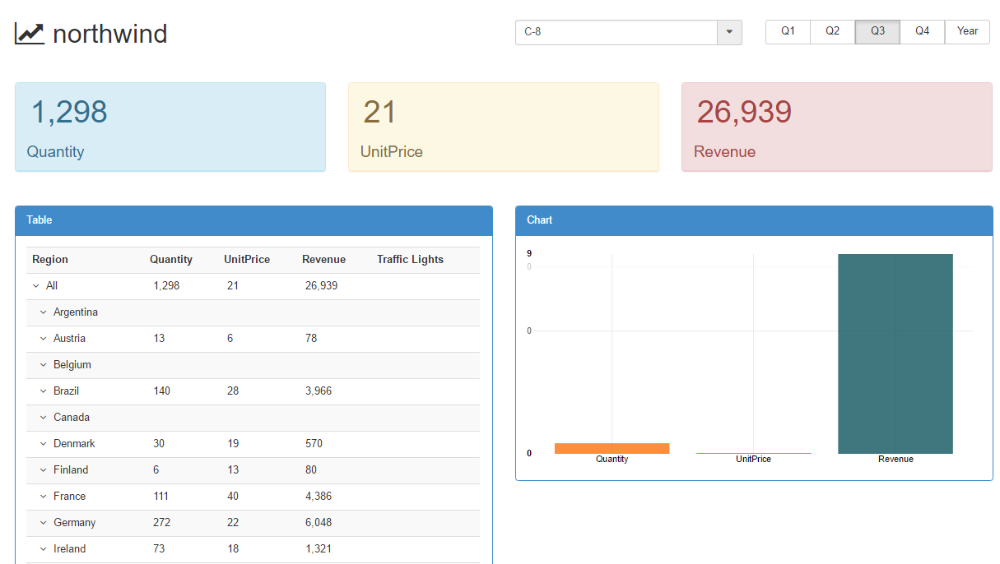 northwind
C-8
Q1 Q2 Q3 Q4 Year
1,298
Quantity
21
UnitPrice
26,939
Revenue
Table
Region Quantity UnitPrice Revenue Traffic Lights
All 1,298 21 26,939
Argentina
Austria 13 6 78
Belgium
Brazil 140 28 3,966
Canada
Denmark 30 19 570
Finland 6 13 80
France 111 40 4,386
Germany 272 22 6,048
Ireland 73 18 1,321
Chart
9
0
0
0
Quantity UnitPrice Revenue